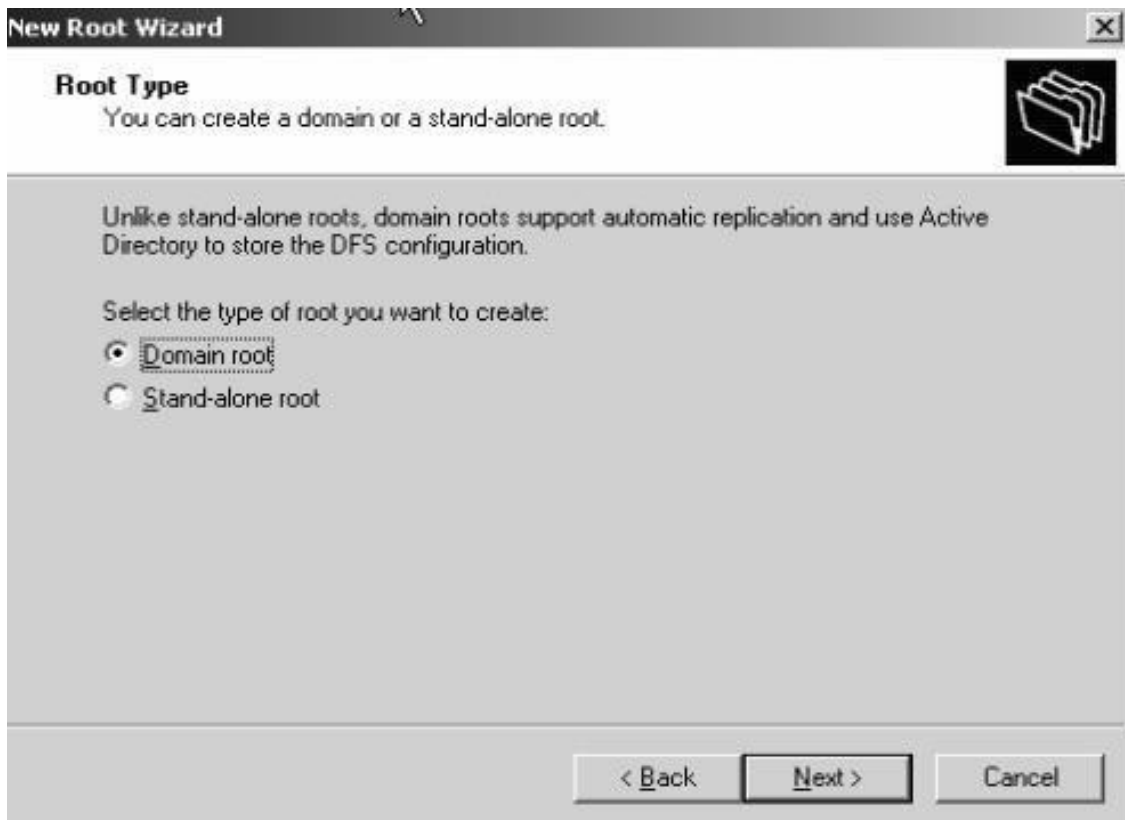 New Root Wizard
Root Type
You can create a domain or a stand-alone root.
Unlike stand-alone roots, domain roots support automatic replication and use Active
Directory to store the DFS configuration.
Select the type of root you want to create:
Domain root
Stand-alone root
< Back
Next >
Cancel